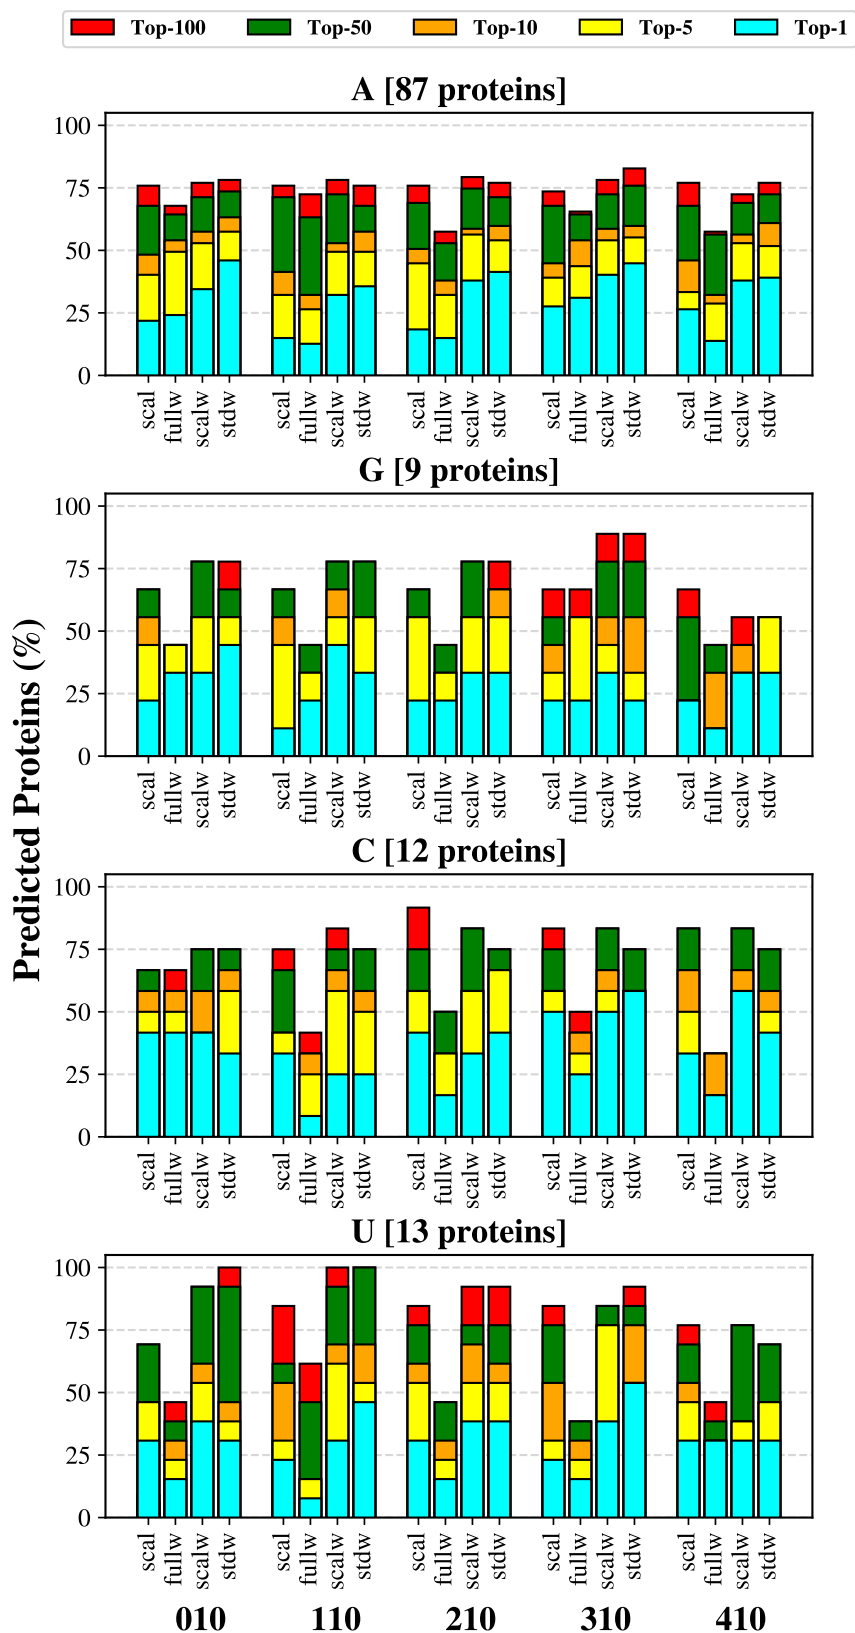 Top-100 Top-50 Top-10 Top-5 Top-1
A [87 proteins]
100
75
50
25
0
scal fullw scalw stdw scal fullw scalw stdw scal fullw scalw stdw scal fullw scalw stdw scal fullw scalw stdw
G [9 proteins]
100
75
50
25
0
scal fullw scalw stdw scal fullw scalw stdw scal fullw scalw stdw scal fullw scalw stdw scal fullw scalw stdw
Predicted Proteins (%)
C [12 proteins]
100
75
50
25
0
scal fullw scalw stdw scal fullw scalw stdw scal fullw scalw stdw scal fullw scalw stdw scal fullw scalw stdw
U [13 proteins]
100
75
50
25
0
scal fullw scalw stdw scal fullw scalw stdw scal fullw scalw stdw scal fullw scalw stdw scal fullw scalw stdw
010 110 210 310 410